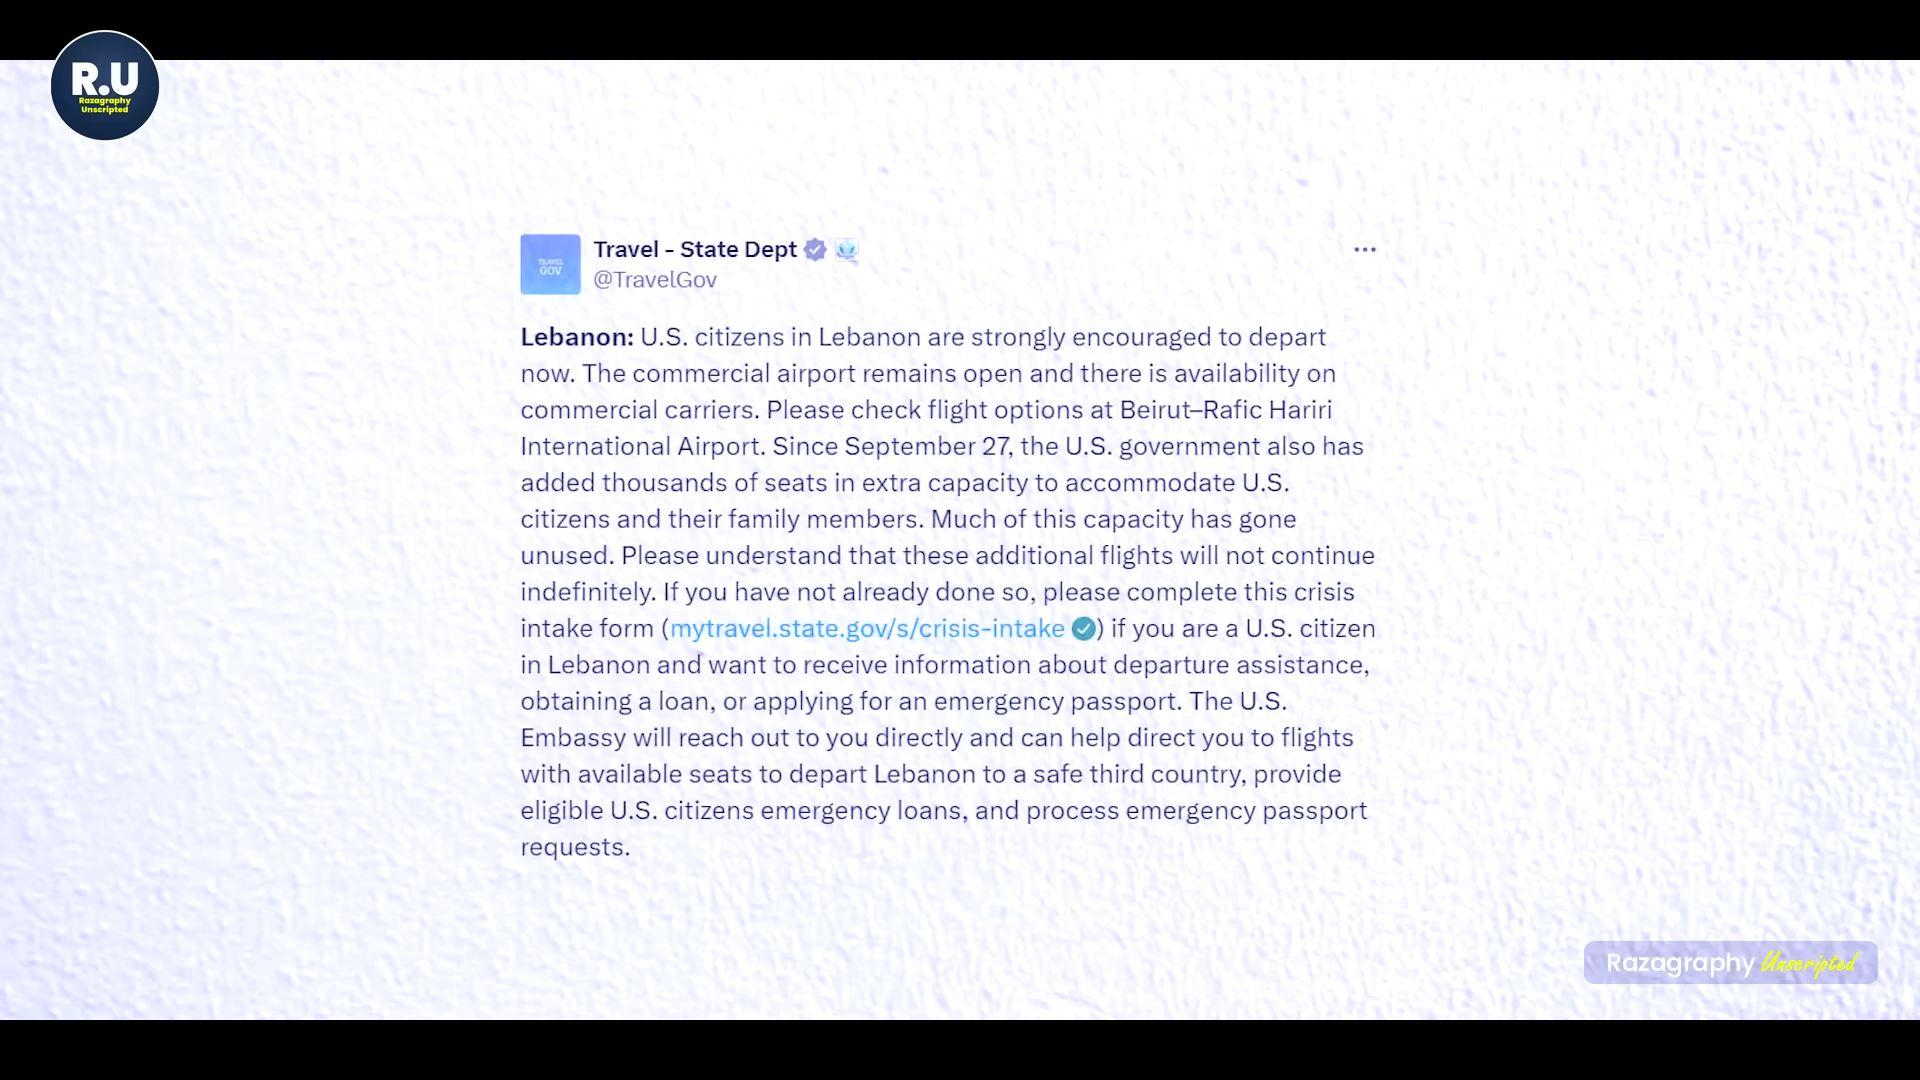 R.U
Razagraphy
Unscripted
Travel - State Dept
@TravelGov
TRAVEL
GOV
Lebanon: U.S. citizens in Lebanon are strongly encouraged to depart
now. The commercial airport remains open and there is availability on
commercial carriers. Please check flight options at Beirut–Rafic Hariri
International Airport. Since September 27, the U.S. government also has
added thousands of seats in extra capacity to accommodate U.S.
citizens and their family members. Much of this capacity has gone
unused. Please understand that these additional flights will not continue
indefinitely. If you have not already done so, please complete this crisis
intake form (mytravel.state.gov/s/crisis-intake ) if you are a U.S. citizen
in Lebanon and want to receive information about departure assistance,
obtaining a loan, or applying for an emergency passport. The U.S.
Embassy will reach out to you directly and can help direct you to flights
with available seats to depart Lebanon to a safe third country, provide
eligible U.S. citizens emergency loans, and process emergency passport
requests.
Razagraphy Unscripted